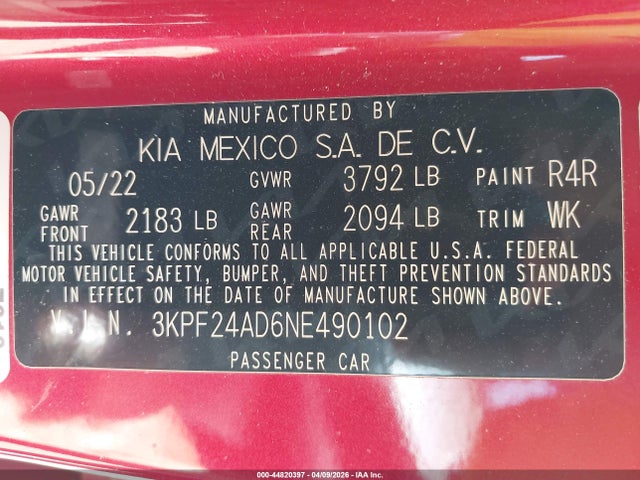 MANUFACTURED BY
KIA MEXICO S.A. DE C.V.
05/22 GVWR 3792 LB PAINT R4R
GAWR FRONT 2183 LB GAWR REAR 2094 LB TRIM WK
THIS VEHICLE CONFORMS TO ALL APPLICABLE U.S.A. FEDERAL
MOTOR VEHICLE SAFETY, BUMPER, AND THEFT PREVENTION STANDARDS
IN EFFECT ON THE DATE OF MANUFACTURE SHOWN ABOVE.
V.I.N. 3KPF24AD6NE490102
PASSENGER CAR
000-44820397 - 04/09/2026 - IAA Inc.